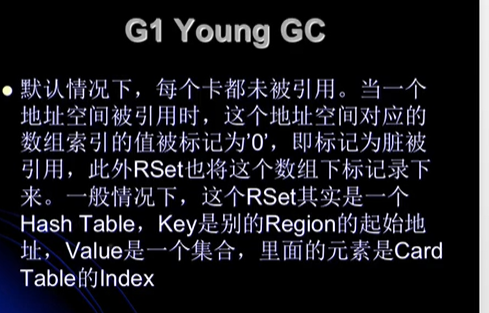 G1 Young GC
默认情况下，每个卡都未被引用。当一个
地址空间被引用时，这个地址空间对应的
数组索引的值被标记为'0'，即标记为脏被
引用，此外RSet也将这个数组下标记录下
来。一般情况下，这个RSet其实是一个
Hash Table，Key是别的Region的起始地
址，Value是一个集合，里面的元素是Card
Table的Index